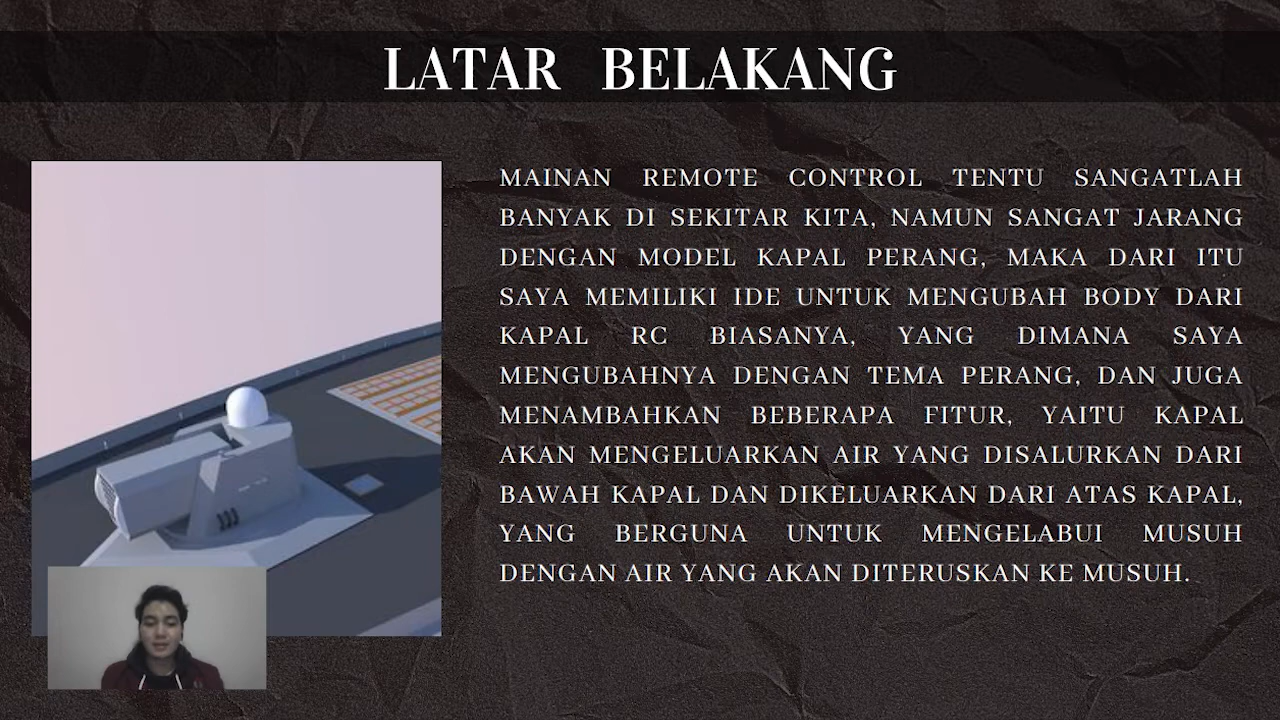 LATAR BELAKANG
MAINAN REMOTE CONTROL TENTU SANGATLAH
BANYAK DI SEKITAR KITA, NAMUN SANGAT JARANG
DENGAN MODEL KAPAL PERANG, MAKA DARI ITU
SAYA MEMILIKI IDE UNTUK MENGUBAH BODY DARI
KAPAL RC BIASANYA, YANG DIMANA SAYA
MENGUBAHNYA DENGAN TEMA PERANG, DAN JUGA
MENAMBAHKAN BEBERAPA FITUR, YAITU KAPAL
AKAN MENGELUARKAN AIR YANG DISALURKAN DARI
BAWAH KAPAL DAN DIKELUARKAN DARI ATAS KAPAL,
YANG BERGUNA UNTUK MENGELABUI MUSUH
DENGAN AIR YANG AKAN DITERUSKAN KE MUSUH.